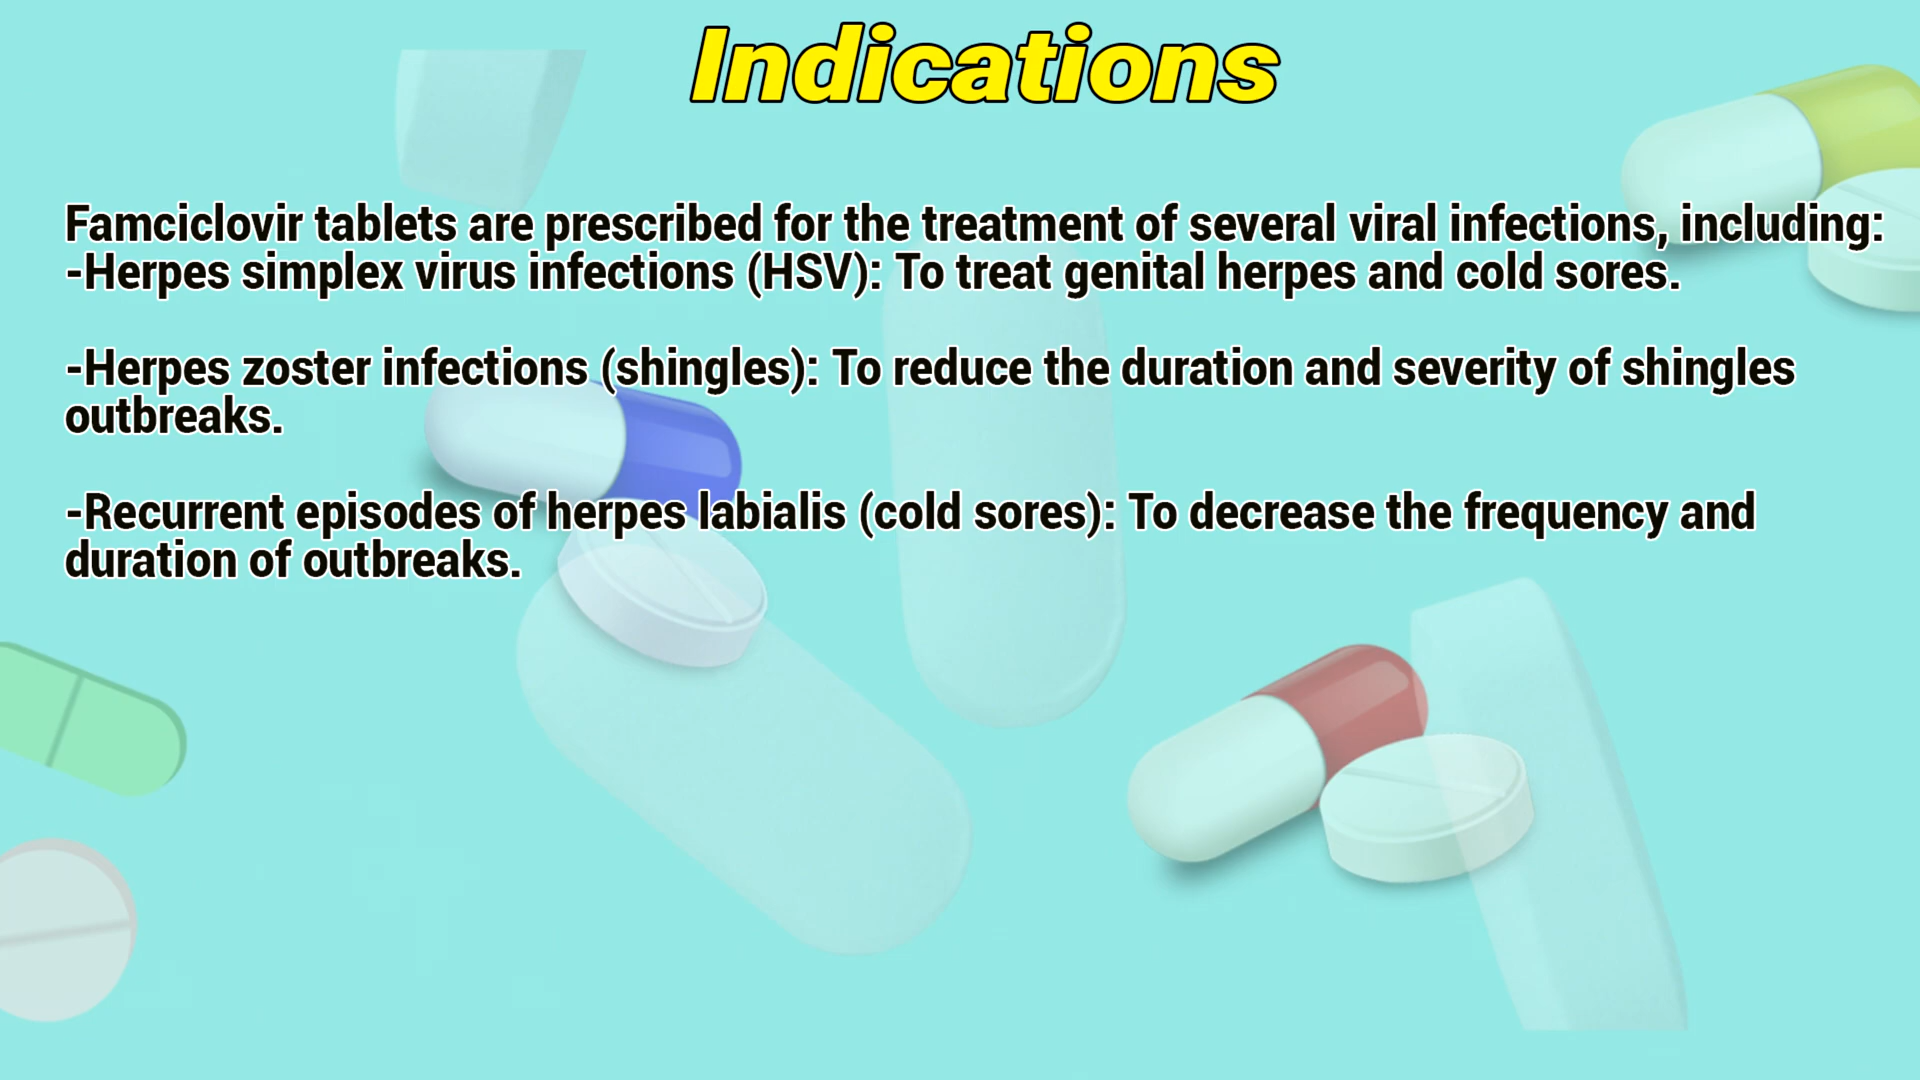 Indications
Famciclovir tablets are prescribed for the treatment of several viral infections, including:
-Herpes simplex virus infections (HSV): To treat genital herpes and cold sores.
-Herpes zoster infections (shingles): To reduce the duration and severity of shingles
outbreaks.
-Recurrent episodes of herpes labialis (cold sores): To decrease the frequency and
duration of outbreaks.